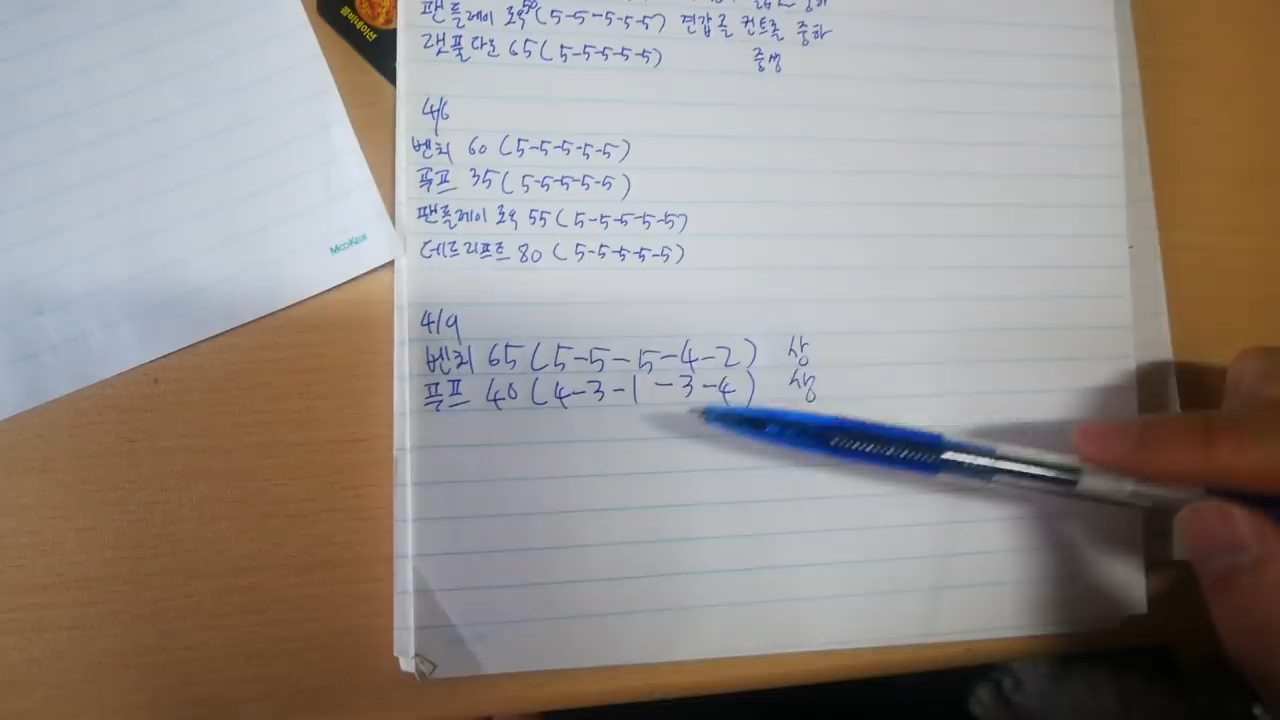 팬들레이 로우 50 (5-5-5-5-5) 견갑골 컨트롤 중하
랫풀다운 65 (5-5-5-5-5) 중상
4/6
벤치 60 (5-5-5-5-5)
푹프 35 (5-5-5-5-5)
팬들레이 로우 55 (5-5-5-5-5)
데드리프트 80 (5-5-5-5-5)
4/9
벤치 65 (5-5-5-4-2) 상
푹프 40 (4-3-1-3-4) 상